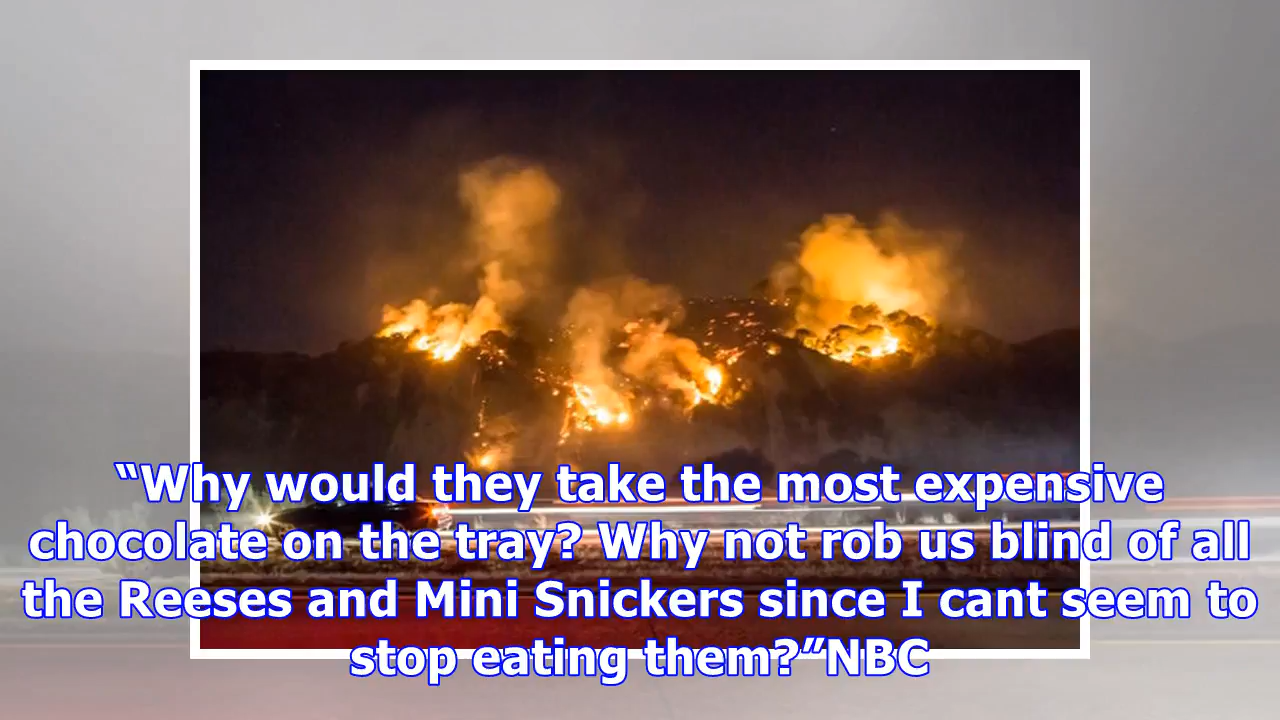 “Why would they take the most expensive
chocolate on the tray? Why not rob us blind of all
the Reeses and Mini Snickers since I cant seem to
stop eating them?”NBC